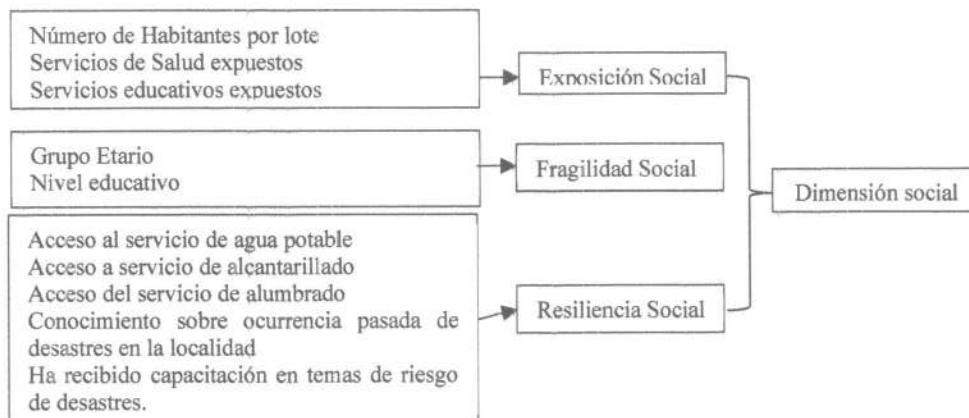 Número de Habitantes por lote
Servicios de Salud expuestos
Servicios educativos expuestos
Exposición Social
Grupo Etario
Nivel educativo
Fragilidad Social
Dimensión social
Acceso al servicio de agua potable
Acceso a servicio de alcantarillado
Acceso del servicio de alumbrado
Conocimiento sobre ocurrencia pasada de
desastres en la localidad
Ha recibido capacitación en temas de riesgo
de desastres.
Resiliencia Social